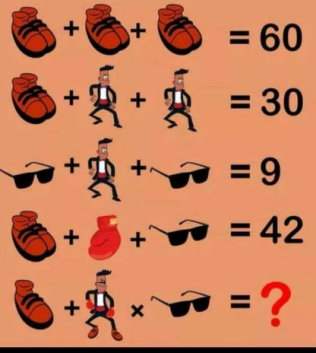 + + = 60
+ + = 30
+ + = 9
+ + = 42
+ × = ?